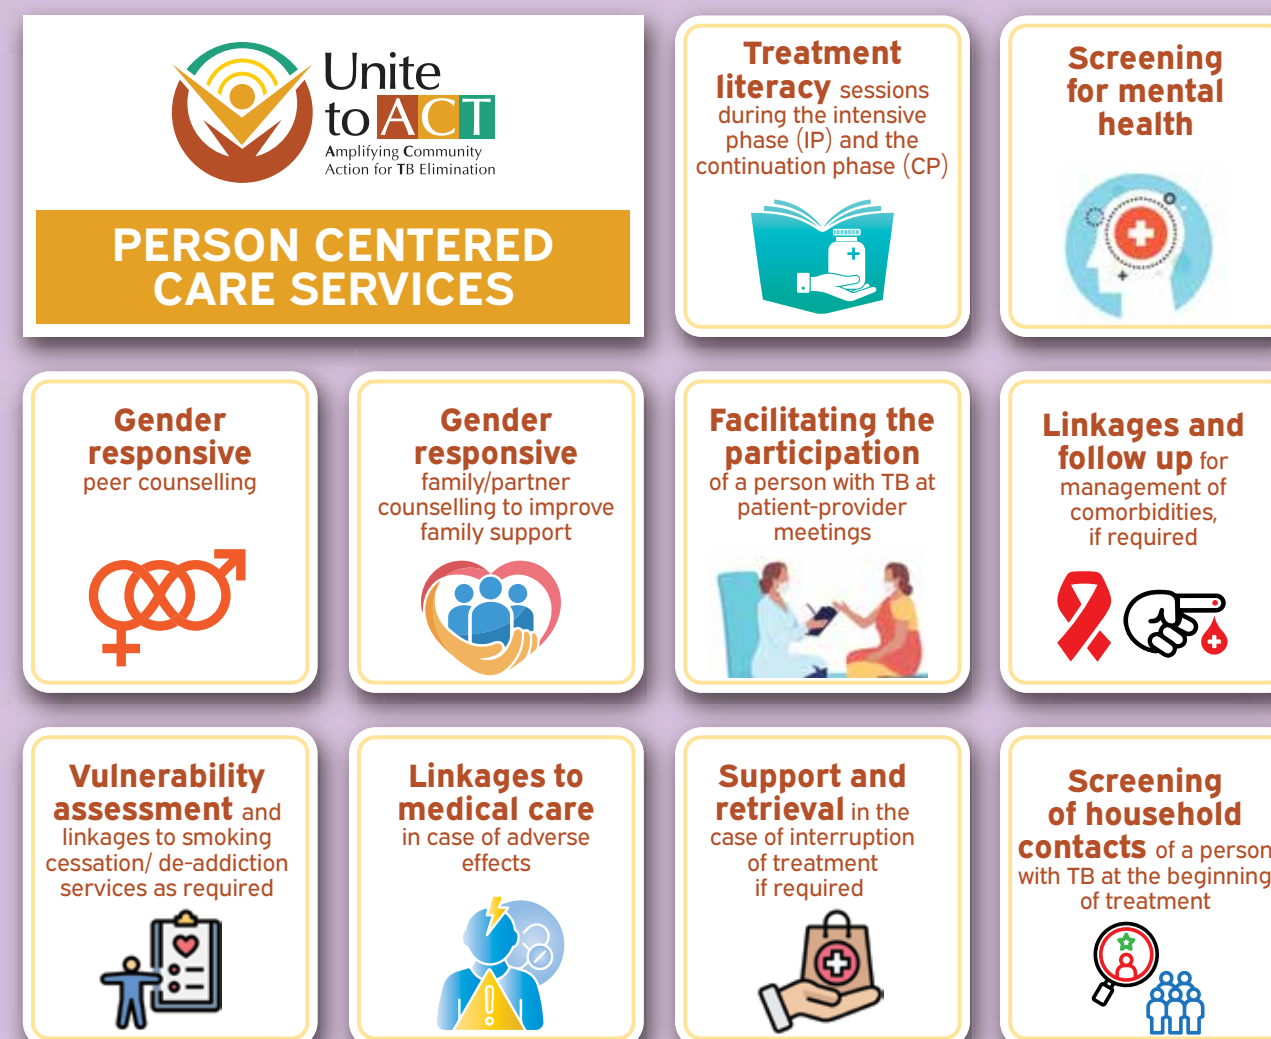 Unite
to ACT
Amplifying Community
Action for TB Elimination
PERSON CENTERED
CARE SERVICES
Treatment
literacy sessions
during the intensive
phase (IP) and the
continuation phase (CP)
Screening
for mental
health
Gender
responsive
peer counselling
Gender
responsive
family/partner
counselling to improve
family support
Facilitating the
participation
of a person with TB at
patient-provider
meetings
Linkages and
follow up for
management of
comorbidities,
if required
Vulnerability
assessment and
linkages to smoking
cessation/ de-addiction
services as required
Linkages to
medical care
in case of adverse
effects
Support and
retrieval in the
case of interruption
of treatment
if required
Screening
of household
contacts of a person
with TB at the beginning
of treatment